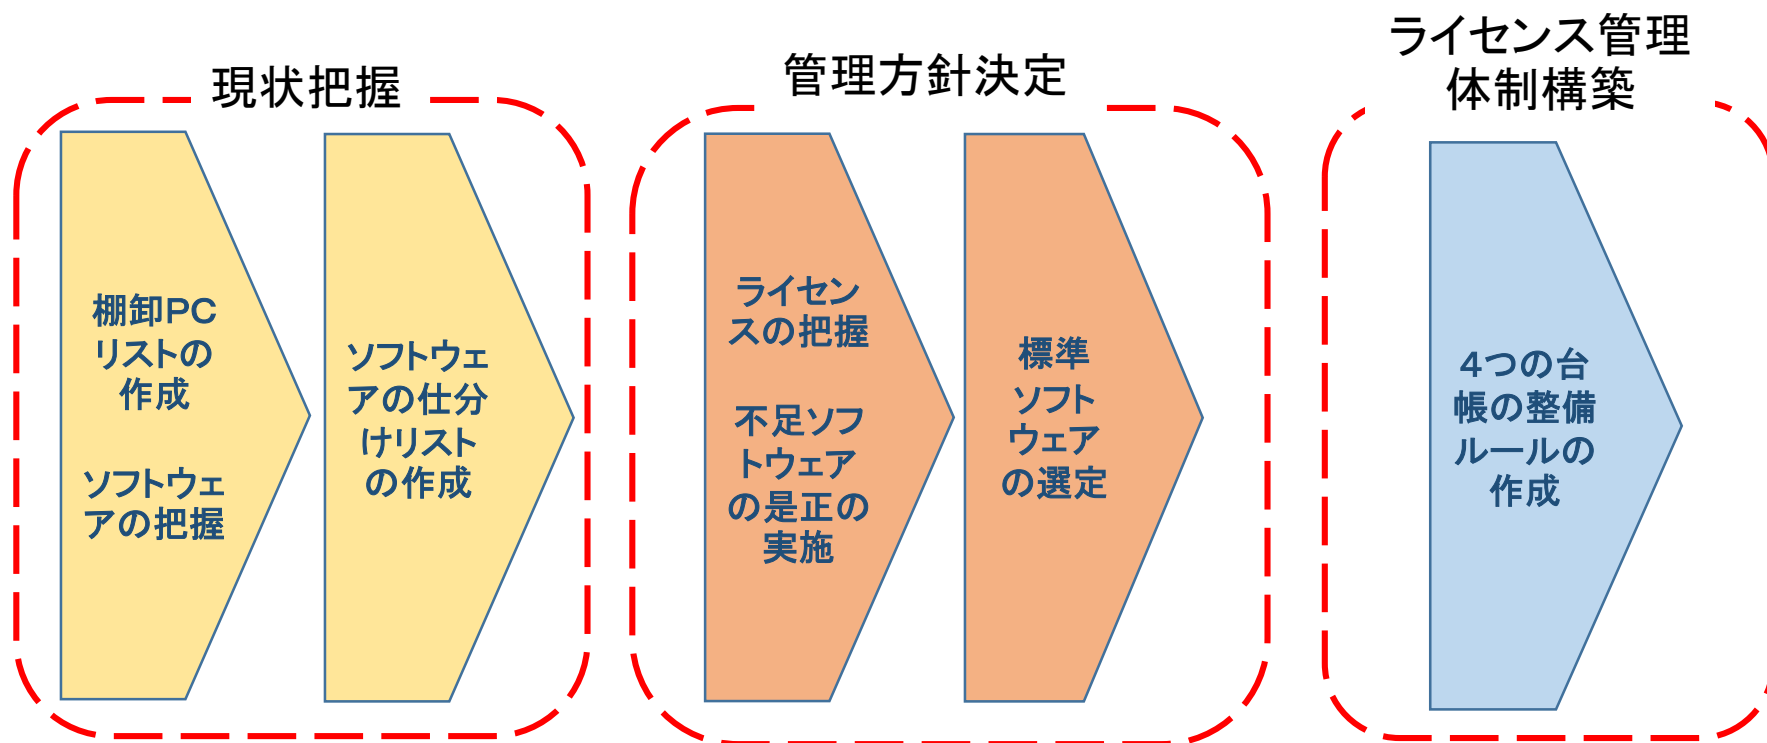 現状把握
棚卸PC
リストの
作成
ソフトウェ
アの把握
ソフトウェ
アの仕分
けリスト
の作成
管理方針決定
ライセン
スの把握
不足ソフ
トウェア
の是正の
実施
標準
ソフト
ウェア
の選定
ライセンス管理
体制構築
４つの台
帳の整備
ルールの
作成